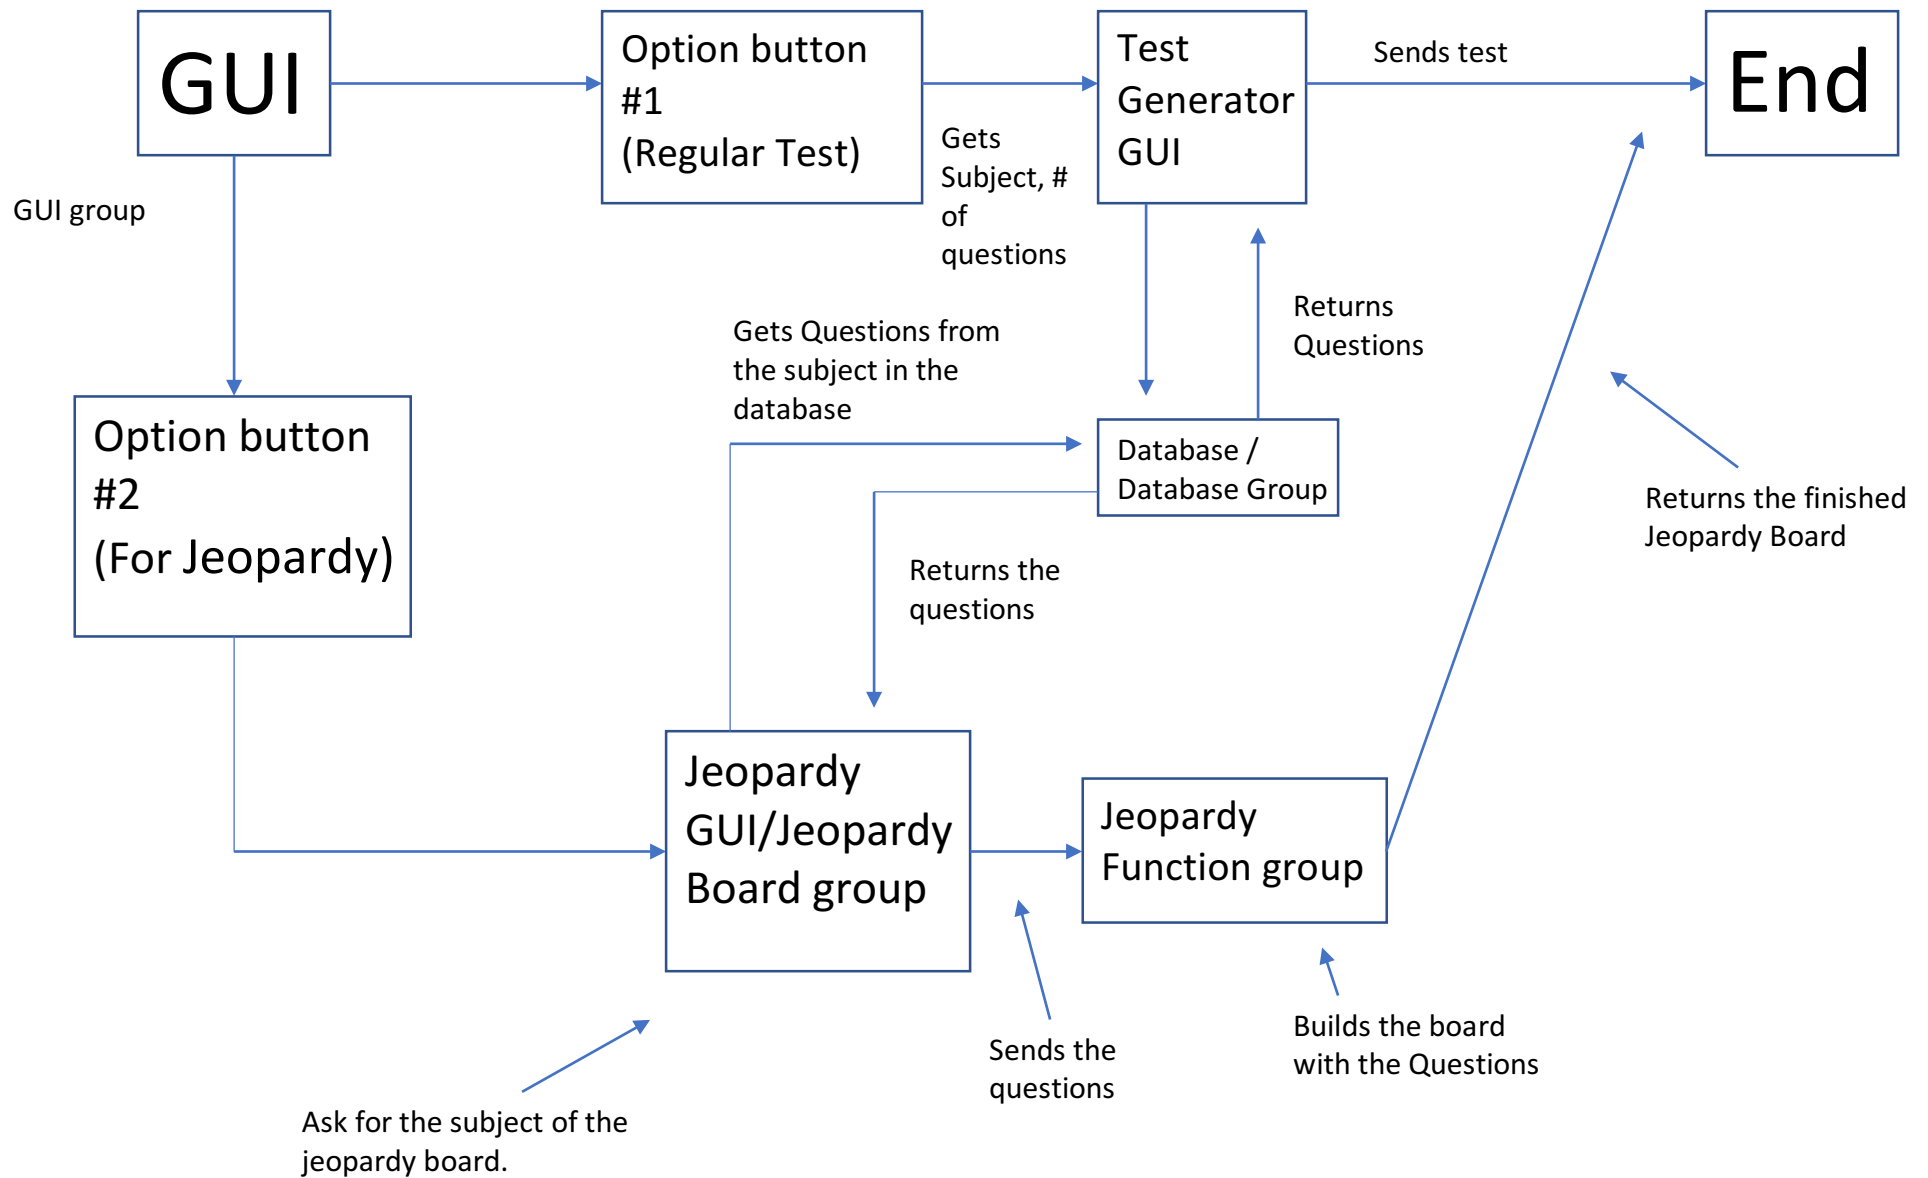 GUI
Option button
#1
(Regular Test)
Test
Generator
GUI
Sends test
End
Gets
Subject, #
of
questions
GUI group
Returns
Questions
Gets Questions from
the subject in the
database
Option button
#2
(For Jeopardy)
Database /
Database Group
Returns the finished
Jeopardy Board
Returns the
questions
Jeopardy
GUI/Jeopardy
Board group
Jeopardy
Function group
Sends the
questions
Builds the board
with the Questions
Ask for the subject of the
jeopardy board.